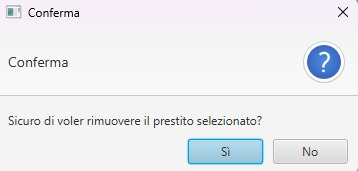 Conferma
Conferma
?
Sicuro di voler rimuovere il prestito selezionato?
Sì
No